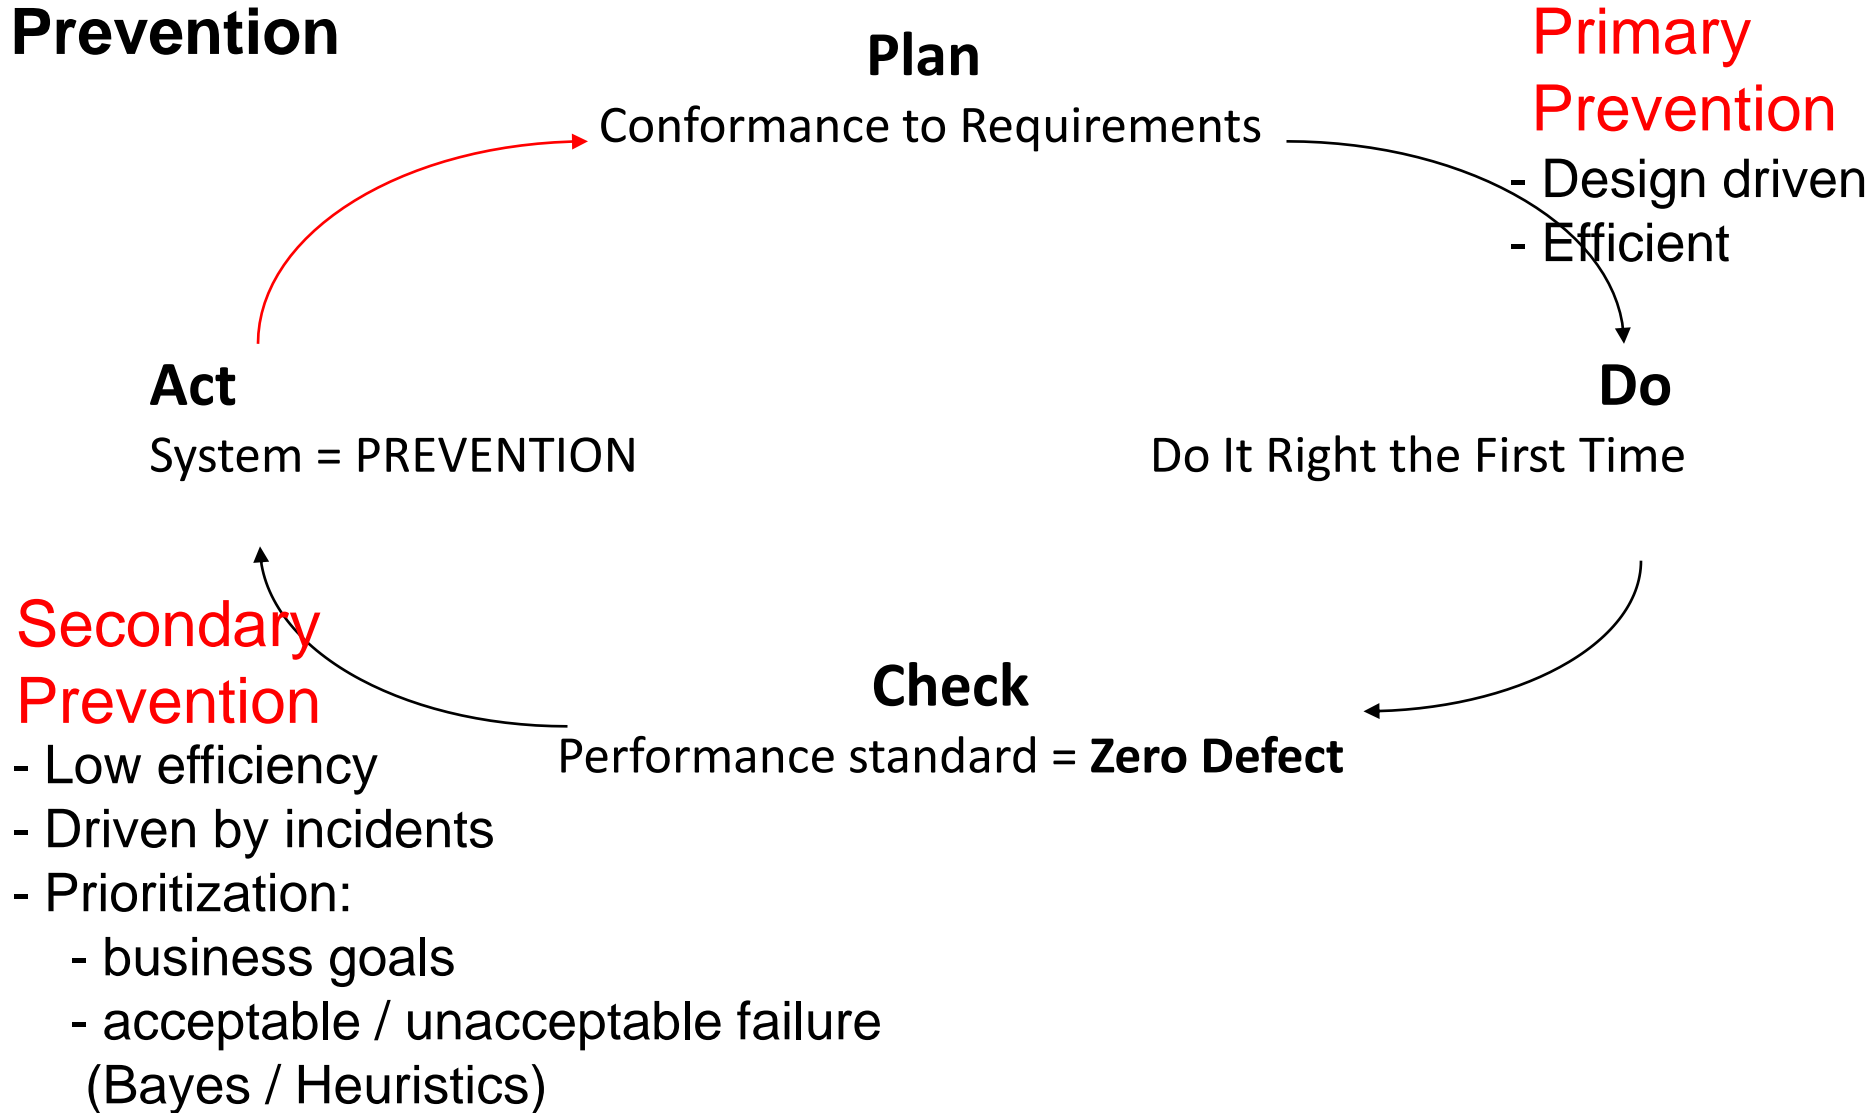 Prevention
Plan
Conformance to Requirements
Primary
Prevention
- Design driven
- Efficient
Act
System = PREVENTION
Do
Do It Right the First Time
Secondary
Prevention
- Low efficiency
- Driven by incidents
- Prioritization:
- business goals
- acceptable / unacceptable failure
(Bayes / Heuristics)
Check
Performance standard = Zero Defect